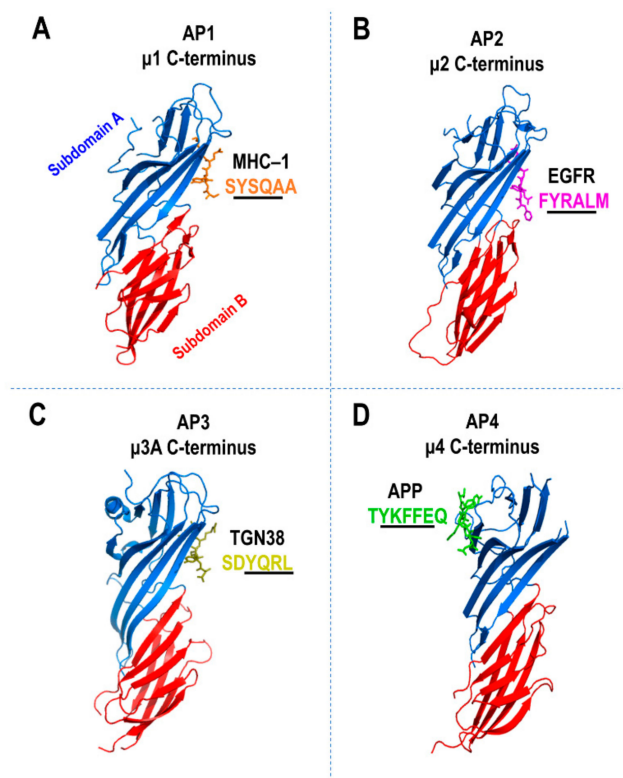 A
AP1
µ1 C-terminus
Subdomain A
MHC–1
SYSQAA
Subdomain B
B
AP2
µ2 C-terminus
EGFR
FYRALM
C
AP3
µ3A C-terminus
TGN38
SDYQRL
D
AP4
µ4 C-terminus
APP
TYKFFEQ